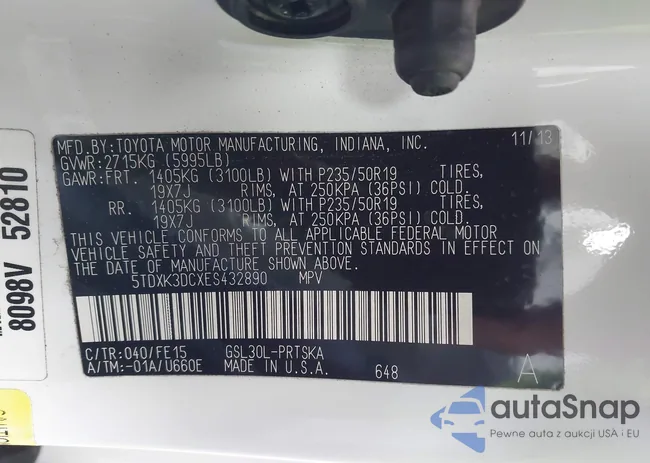 MFD.BY:TOYOTA MOTOR MANUFACTURING, INDIANA, INC. 11/13
GVWR:2715KG (5995LB)
GAWR:FRT. 1405KG (3100LB) WITH P235/50R19 TIRES,
19X7J RIMS, AT 250KPA (36PSI) COLD.
RR. 1405KG (3100LB) WITH P235/50R19 TIRES,
19X7J RIMS, AT 250KPA (36PSI) COLD.
THIS VEHICLE CONFORMS TO ALL APPLICABLE FEDERAL MOTOR
VEHICLE SAFETY AND THEFT PREVENTION STANDARDS IN EFFECT ON
THE DATE OF MANUFACTURE SHOWN ABOVE.
5TDXK3DCXES432890 MPV
C/TR:040/FE15 GSL30L-PRTSKA
A/TM:-01A/U660E MADE IN U.S.A. 648 A
8098V 52810
autaSnap
Pewne auta z aukcji USA i EU